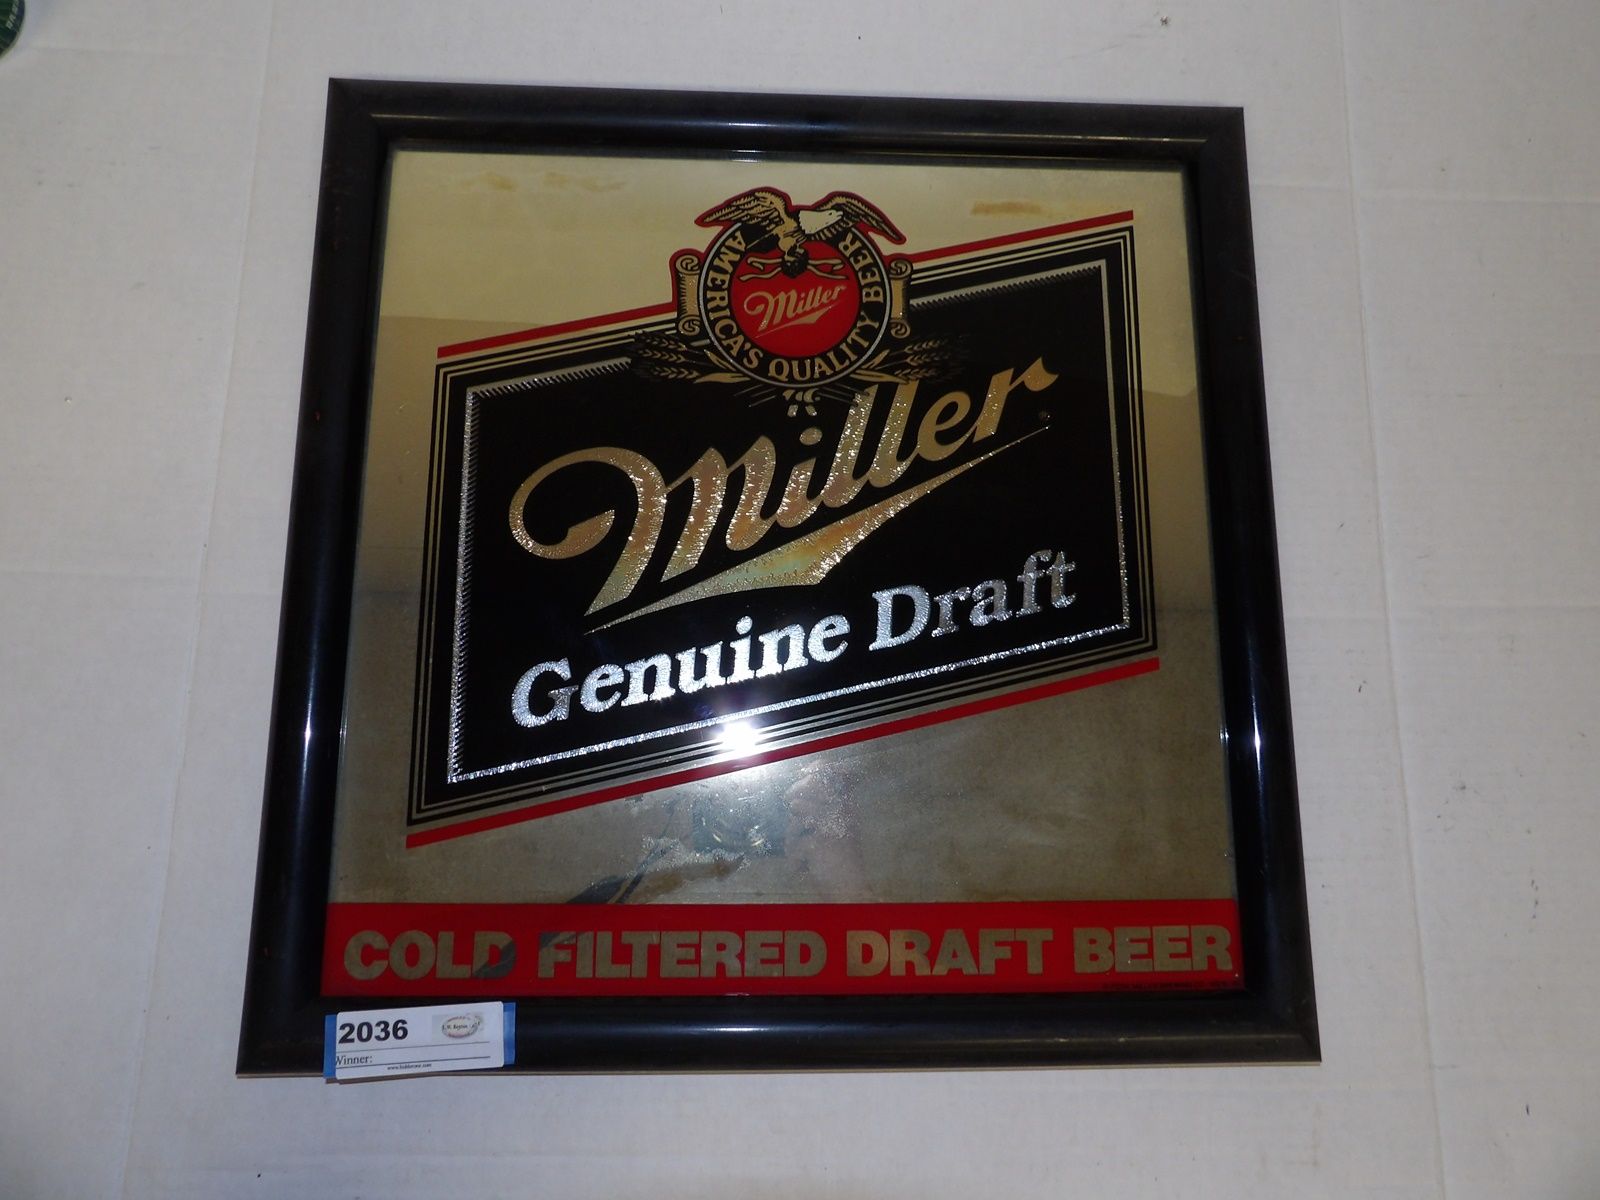 AMERICA'S QUALITY BEER
Miller
Miller
Genuine Draft
COLD FILTERED DRAFT BEER
2036
Winner: